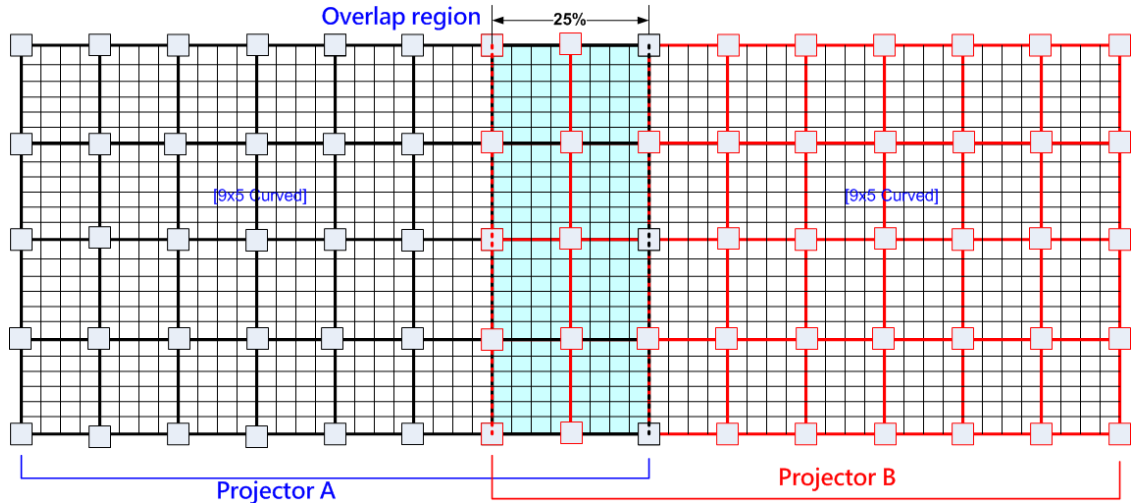 Overlap region
25%
[9x5 Curved]
[9x5 Curved]
Projector A
Projector B